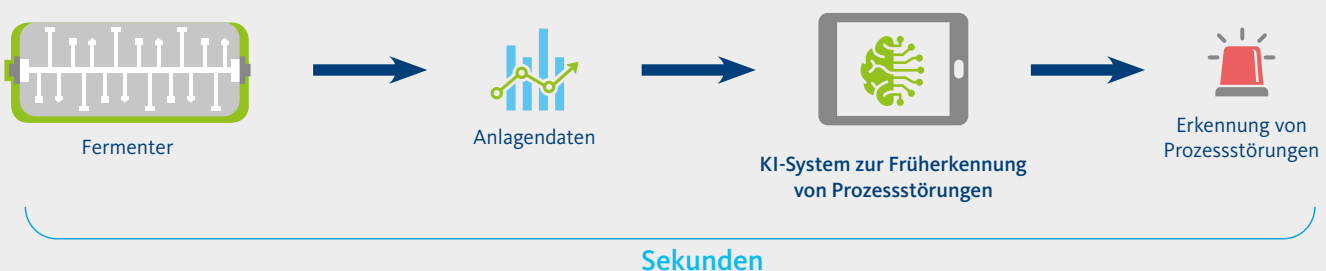 Fermenter
Anlagendaten
KI-System zur Früherkennung
von Prozessstörungen
Erkennung von
Prozessstörungen
Sekunden